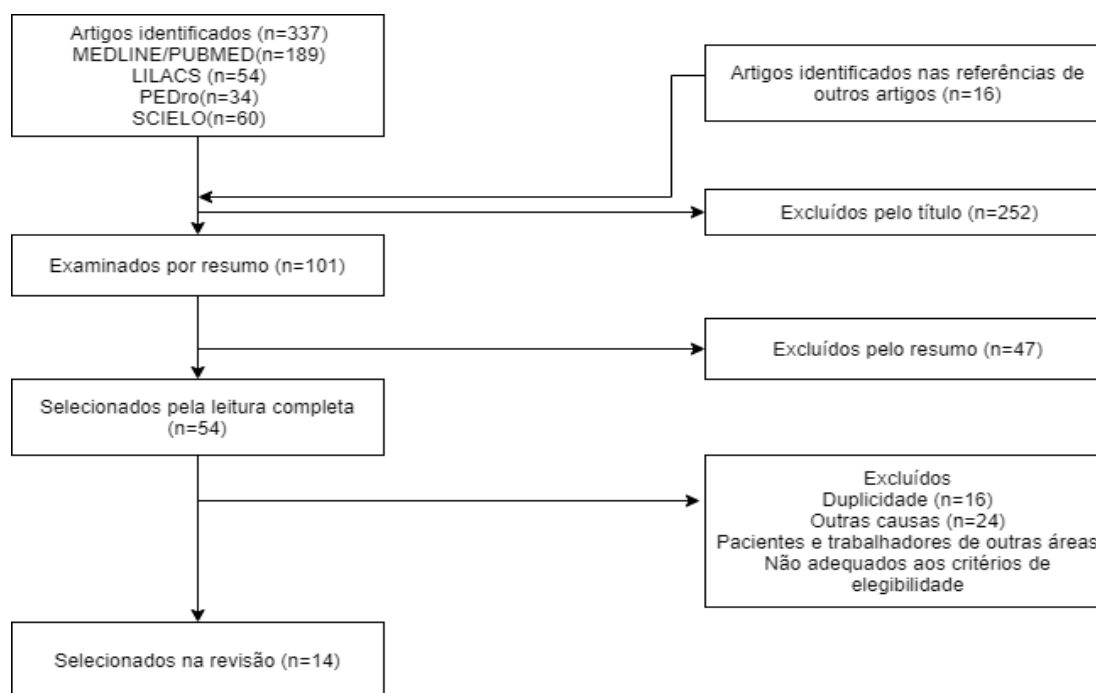 Artigos identificados (n=337)
MEDLINE/PUBMED(n=189)
LILACS (n=54)
PEDro(n=34)
SCIELO(n=60)
Artigos identificados nas referências de
outros artigos (n=16)
Excluídos pelo título (n=252)
Examinados por resumo (n=101)
Excluídos pelo resumo (n=47)
Selecionados pela leitura completa
(n=54)
Excluídos
Duplicidade (n=16)
Outras causas (n=24)
Pacientes e trabalhadores de outras áreas
Não adequados aos critérios de
elegibilidade
Selecionados na revisão (n=14)